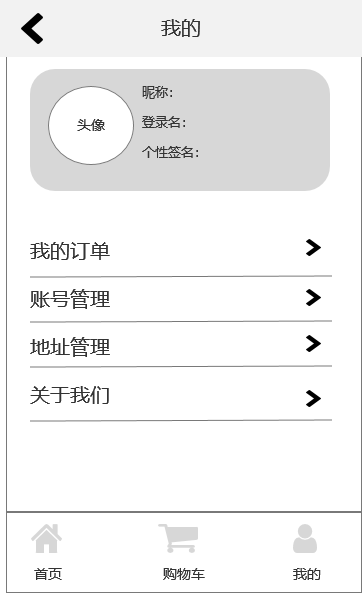 我的
头像
昵称：
登录名：
个性签名：
我的订单
账号管理
地址管理
关于我们
首页
购物车
我的